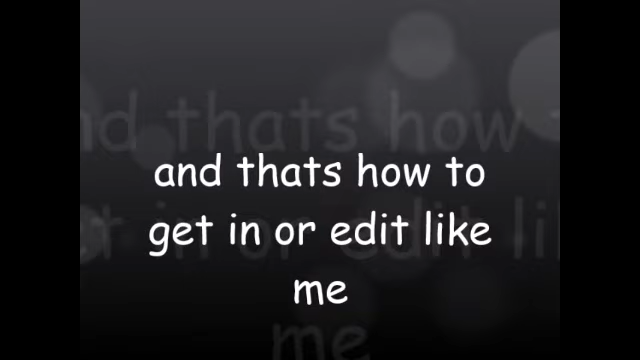 and thats how to
get in or edit like
me